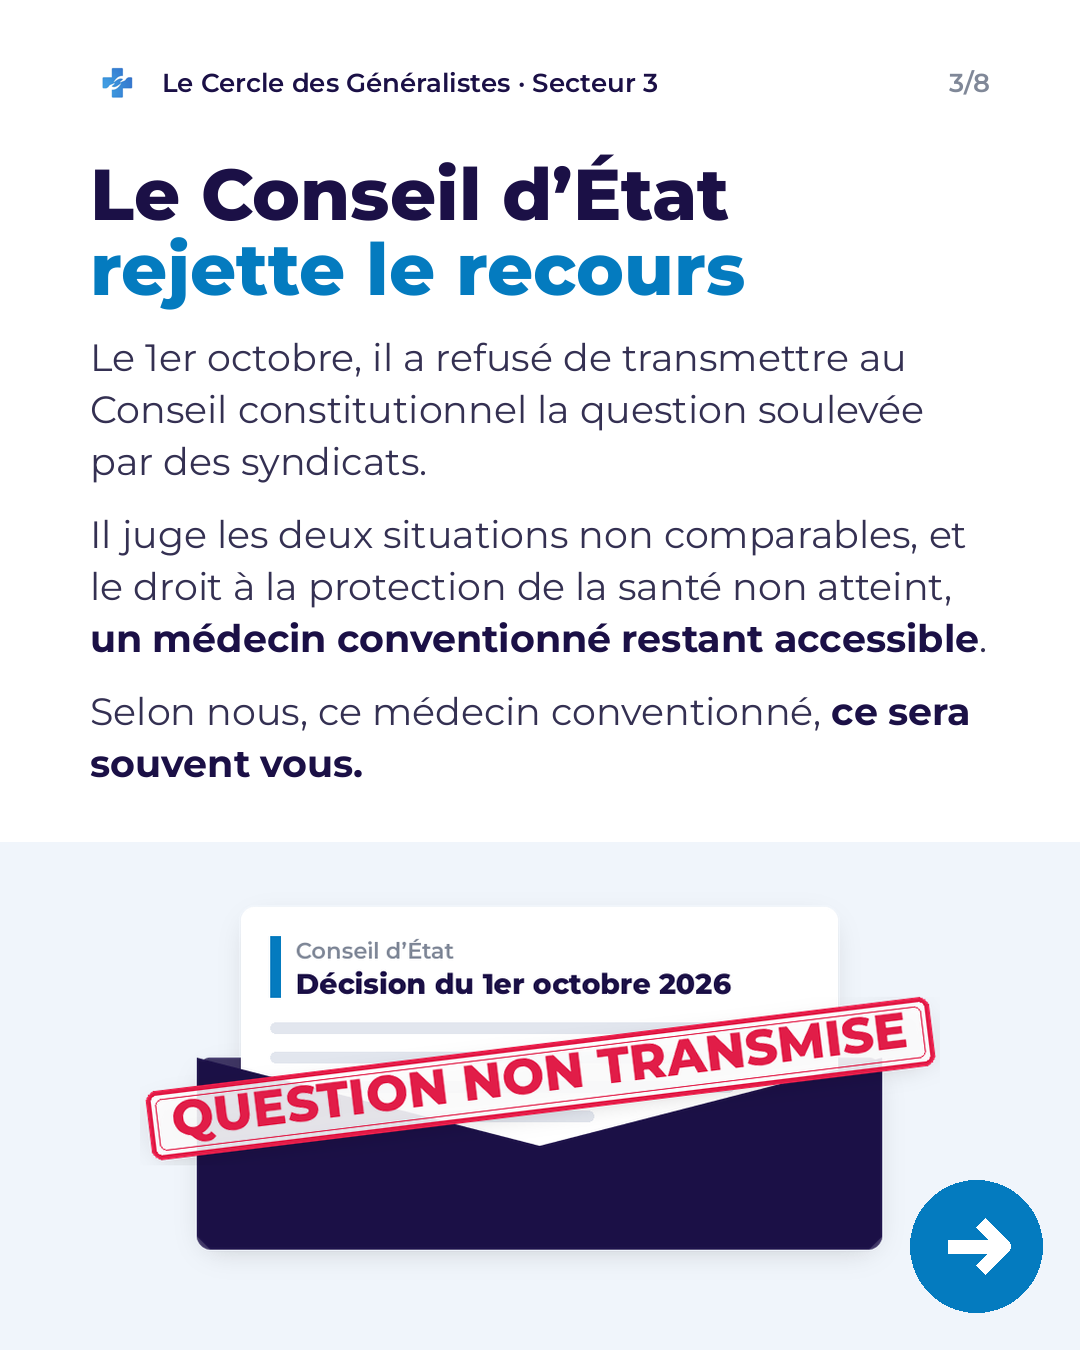 Le Cercle des Généralistes · Secteur 3
3/8
Le Conseil d’État
rejette le recours
Le 1er octobre, il a refusé de transmettre au
Conseil constitutionnel la question soulevée
par des syndicats.
Il juge les deux situations non comparables, et
le droit à la protection de la santé non atteint,
un médecin conventionné restant accessible.
Selon nous, ce médecin conventionné, ce sera
souvent vous.
Conseil d’État
Décision du 1er octobre 2026
QUESTION NON TRANSMISE